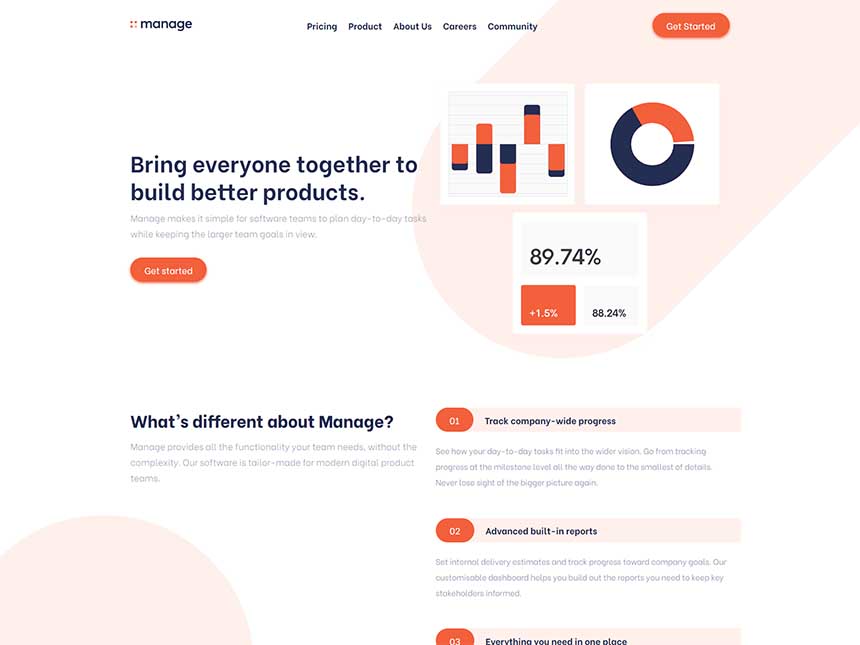 manage
Pricing Product About Us Careers Community
Get Started
Bring everyone together to
build better products.
Manage makes it simple for software teams to plan day-to-day tasks
while keeping the larger team goals in view.
Get started
89.74%
+1.5%
88.24%
What's different about Manage?
Manage provides all the functionality your team needs, without the
complexity. Our software is tailor-made for modern digital product
teams.
01 Track company-wide progress
See how your day-to-day tasks fit into the wider vision. Go from tracking
progress at the milestone level all the way done to the smallest of details.
Never lose sight of the bigger picture again.
02 Advanced built-in reports
Set internal delivery estimates and track progress toward company goals. Our
customisable dashboard helps you build out the reports you need to keep key
stakeholders informed.
03 Everything you need in one place